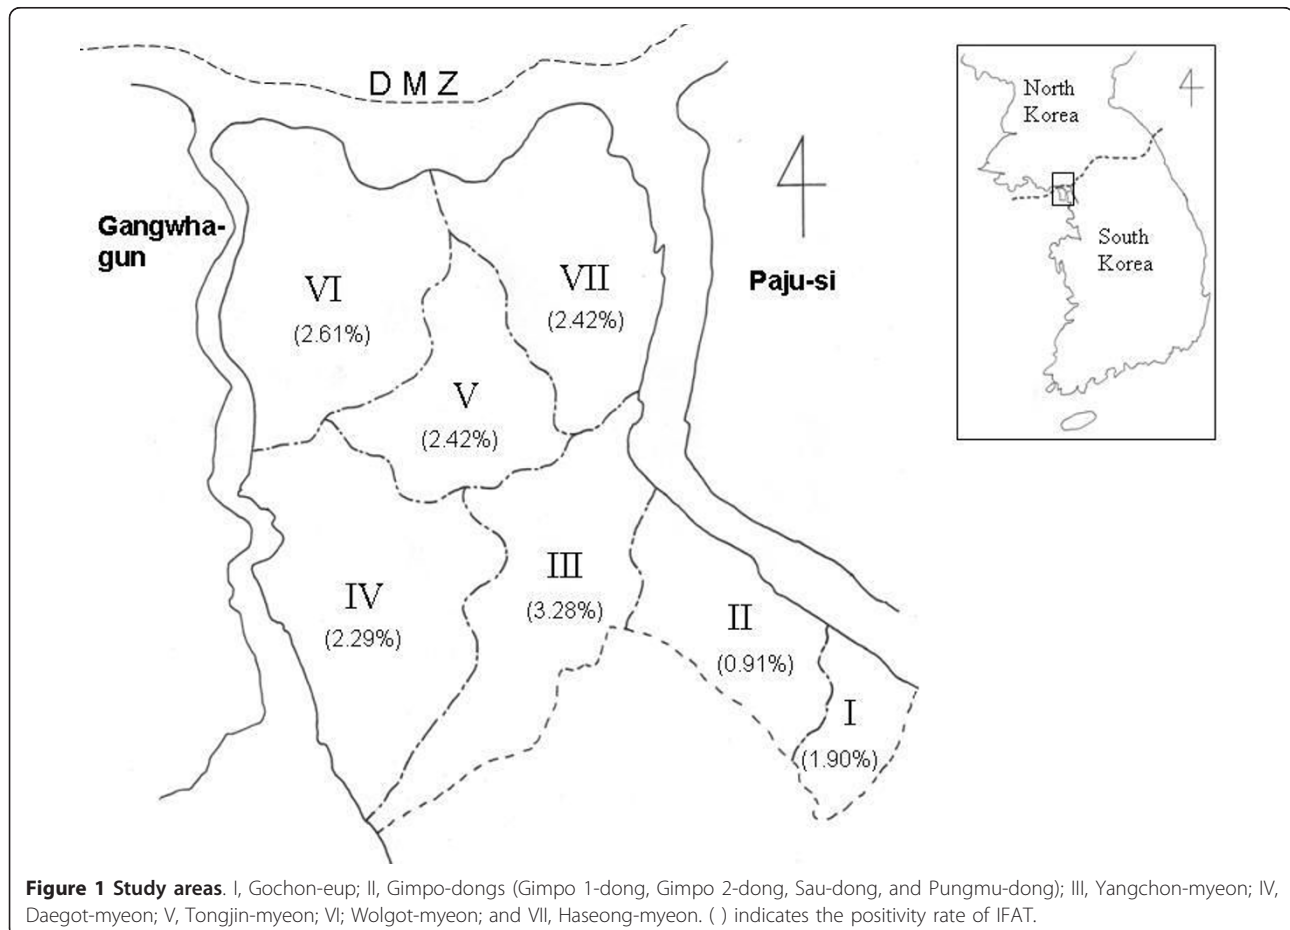 D M Z
North
Korea
4
4
Gangwha-
gun
South
Korea
Paju-si
VI
(2.61%)
VII
(2.42%)
V
(2.42%)
III
(3.28%)
IV
(2.29%)
II
(0.91%)
I
(1.90%)
Figure 1 Study areas. I, Gochon-eup; II, Gimpo-dongs (Gimpo 1-dong, Gimpo 2-dong, Sau-dong, and Pungmu-dong); III, Yangchon-myeon; IV,
Daegot-myeon; V, Tongjin-myeon; VI; Wolgot-myeon; and VII, Haseong-myeon. ( ) indicates the positivity rate of IFAT.